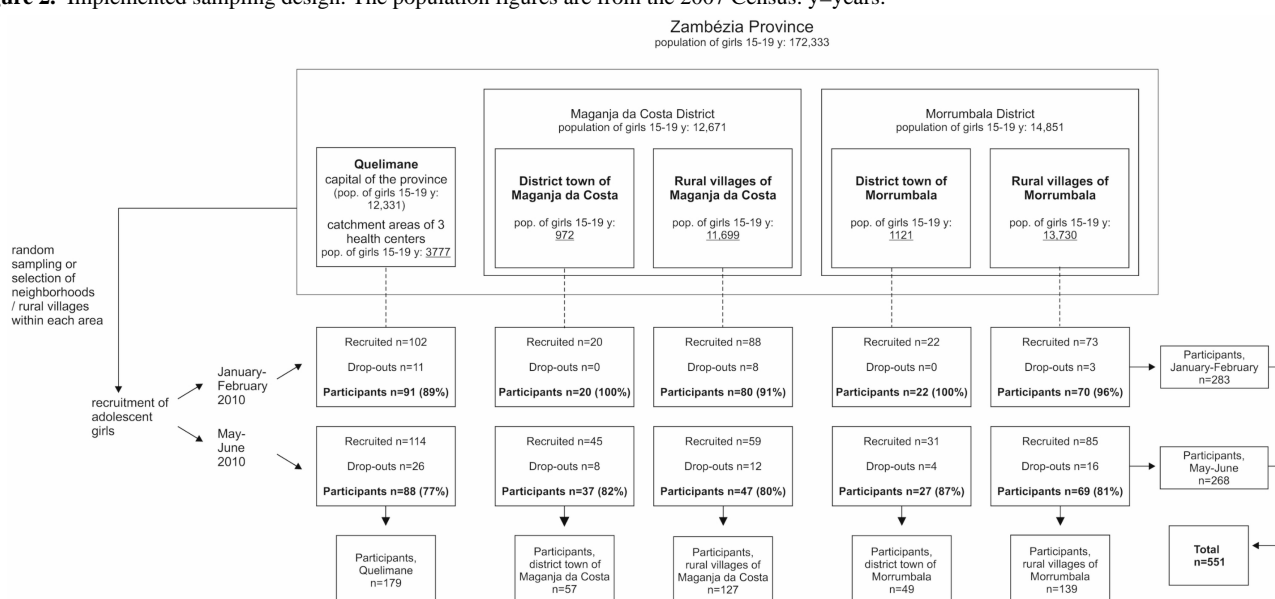 Figure 2. Implemented sampling design. The population figures are from the 2007 Census. y=years.
Zambézia Province
population of girls 15-19 y: 172,333
Maganja da Costa District
population of girls 15-19 y: 12,671
Morrumbala District
population of girls 15-19 y: 14,851
Quelimane
capital of the province
(pop. of girls 15-19 y:
12,331)
catchment areas of 3
health centers
pop. of girls 15-19 y: 3777
District town of
Maganja da Costa
pop. of girls 15-19 y:
972
Rural villages of
Maganja da Costa
pop. of girls 15-19 y:
11,699
District town of
Morrumbala
pop. of girls 15-19 y:
1121
Rural villages of
Morrumbala
pop. of girls 15-19 y:
13,730
random
sampling or
selection of
neighborhoods
/ rural villages
within each area
recruitment of
adolescent
girls
January-
February
2010
Recruited n=102
Drop-outs n=11
Participants n=91 (89%)
Recruited n=20
Drop-outs n=0
Participants n=20 (100%)
Recruited n=88
Drop-outs n=8
Participants n=80 (91%)
Recruited n=22
Drop-outs n=0
Participants n=22 (100%)
Recruited n=73
Drop-outs n=3
Participants n=70 (96%)
Participants,
January-February
n=283
May-
June
2010
Recruited n=114
Drop-outs n=26
Participants n=88 (77%)
Recruited n=45
Drop-outs n=8
Participants n=37 (82%)
Recruited n=59
Drop-outs n=12
Participants n=47 (80%)
Recruited n=31
Drop-outs n=4
Participants n=27 (87%)
Recruited n=85
Drop-outs n=16
Participants n=69 (81%)
Participants,
May-June
n=268
Participants,
Quelimane
n=179
Participants,
district town of
Maganja da Costa
n=57
Participants,
rural villages of
Maganja da Costa
n=127
Participants,
district town of
Morrumbala
n=49
Participants,
rural villages of
Morrumbala
n=139
Total
n=551